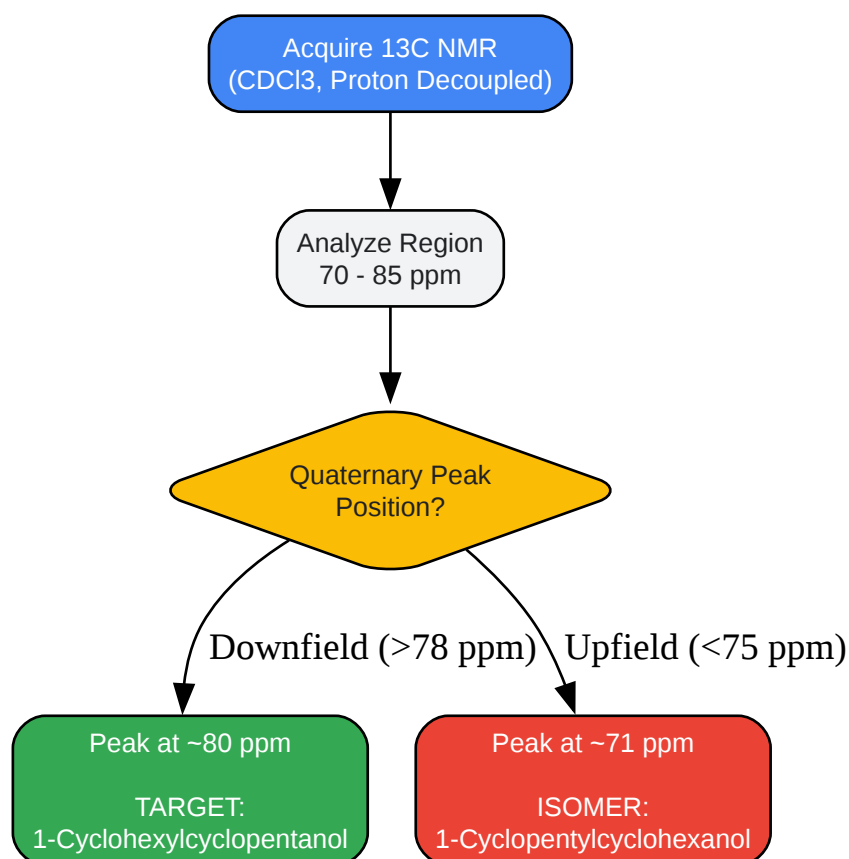 Acquire 13C NMR
(CDCl3, Proton Decoupled)
Analyze Region
70 - 85 ppm
Quaternary Peak
Position?
Downfield (>78 ppm)
Upfield (<75 ppm)
Peak at ~80 ppm
TARGET:
1-Cyclohexylcyclopentanol
Peak at ~71 ppm
ISOMER:
1-Cyclopentylcyclohexanol